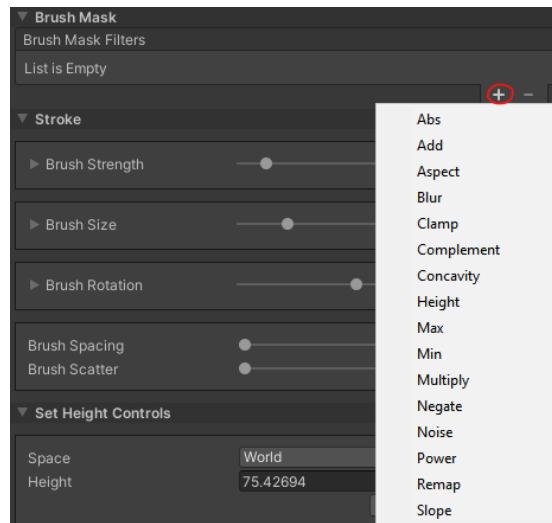 Brush Mask
Brush Mask Filters
List is Empty
Stroke
Brush Strength
Brush Size
Brush Rotation
Brush Spacing
Brush Scatter
Set Height Controls
Space World
Height 75.42694
Abs
Add
Aspect
Blur
Clamp
Complement
Concavity
Height
Max
Min
Multiply
Negate
Noise
Power
Remap
Slope